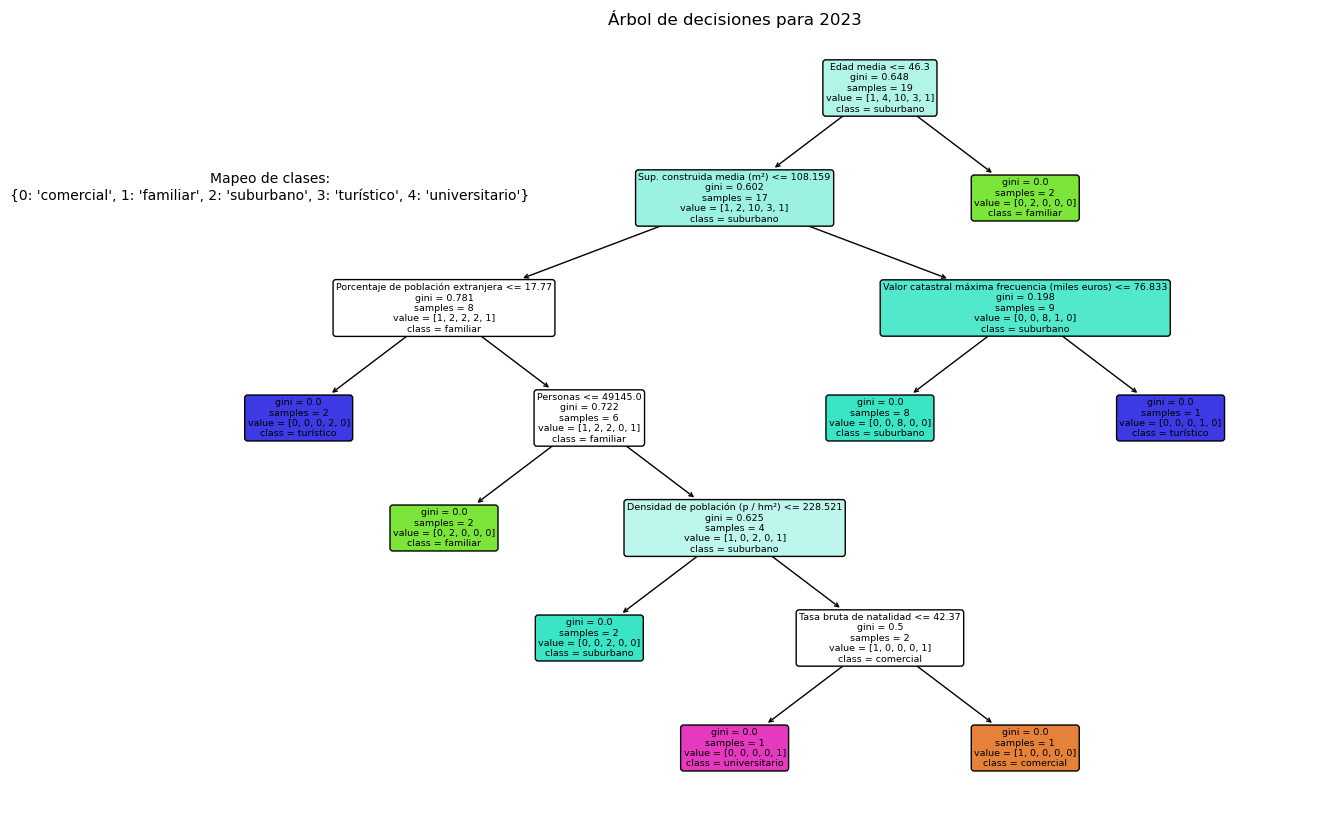 Árbol de decisiones para 2023
Edad media <= 46.3
gini = 0.648
samples = 19
value = [1, 4, 10, 3, 1]
class = suburbano
Mapeo de clases:
{0: 'comercial', 1: 'familiar', 2: 'suburbano', 3: 'turístico', 4: 'universitario'}
Sup. construida media (m²) <= 108.159
gini = 0.602
samples = 17
value = [1, 2, 10, 3, 1]
class = suburbano
gini = 0.0
samples = 2
value = [0, 2, 0, 0, 0]
class = familiar
Porcentaje de población extranjera <= 17.77
gini = 0.781
samples = 8
value = [1, 2, 2, 2, 1]
class = familiar
Valor catastral máxima frecuencia (miles euros) <= 76.833
gini = 0.198
samples = 9
value = [0, 0, 8, 1, 0]
class = suburbano
gini = 0.0
samples = 2
value = [0, 0, 0, 2, 0]
class = turístico
Personas <= 49145.0
gini = 0.722
samples = 6
value = [1, 2, 2, 0, 1]
class = familiar
gini = 0.0
samples = 8
value = [0, 0, 8, 0, 0]
class = suburbano
gini = 0.0
samples = 1
value = [0, 0, 0, 1, 0]
class = turístico
gini = 0.0
samples = 2
value = [0, 2, 0, 0, 0]
class = familiar
Densidad de población (p / hm²) <= 228.521
gini = 0.625
samples = 4
value = [1, 0, 2, 0, 1]
class = suburbano
gini = 0.0
samples = 2
value = [0, 0, 2, 0, 0]
class = suburbano
Tasa bruta de natalidad <= 42.37
gini = 0.5
samples = 2
value = [1, 0, 0, 0, 1]
class = comercial
gini = 0.0
samples = 1
value = [0, 0, 0, 0, 1]
class = universitario
gini = 0.0
samples = 1
value = [1, 0, 0, 0, 0]
class = comercial